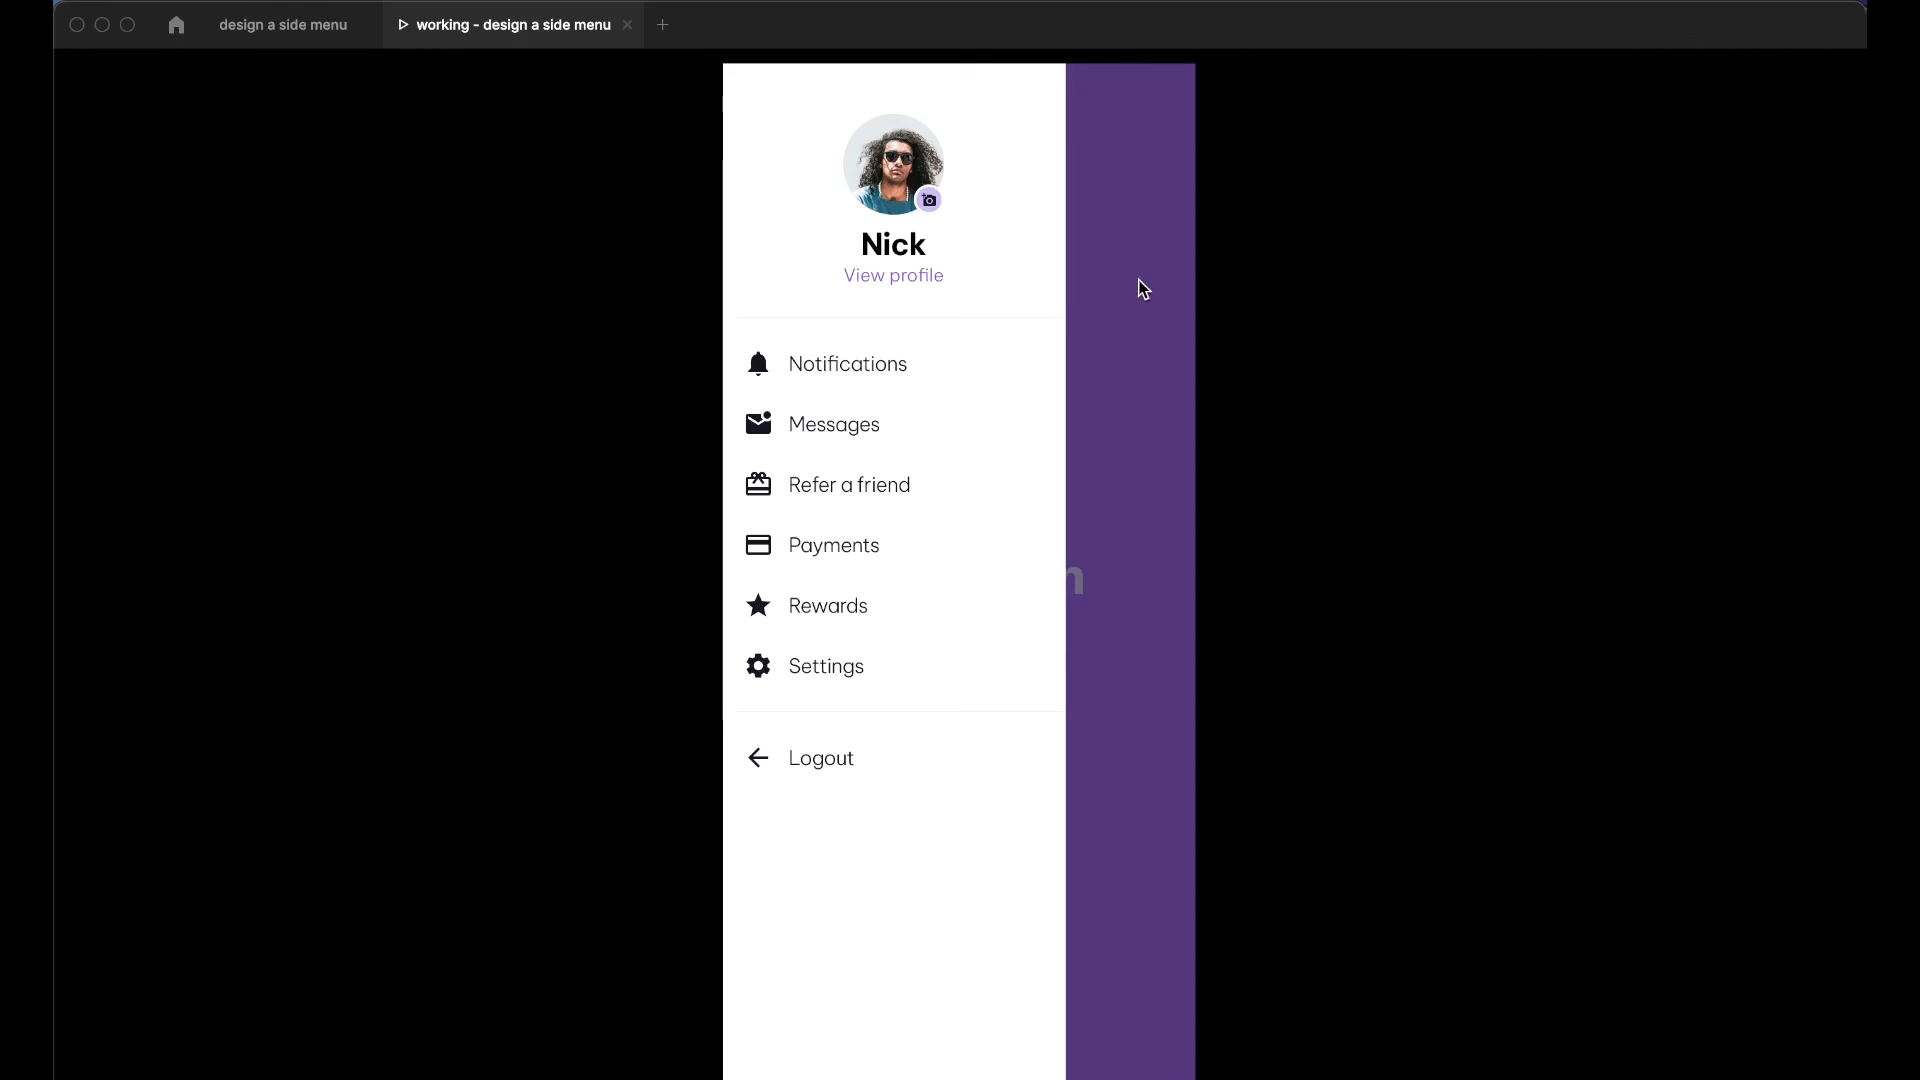 design a side menu
working - design a side menu
Nick
View profile
Notifications
Messages
Refer a friend
Payments
n
Rewards
Settings
Logout